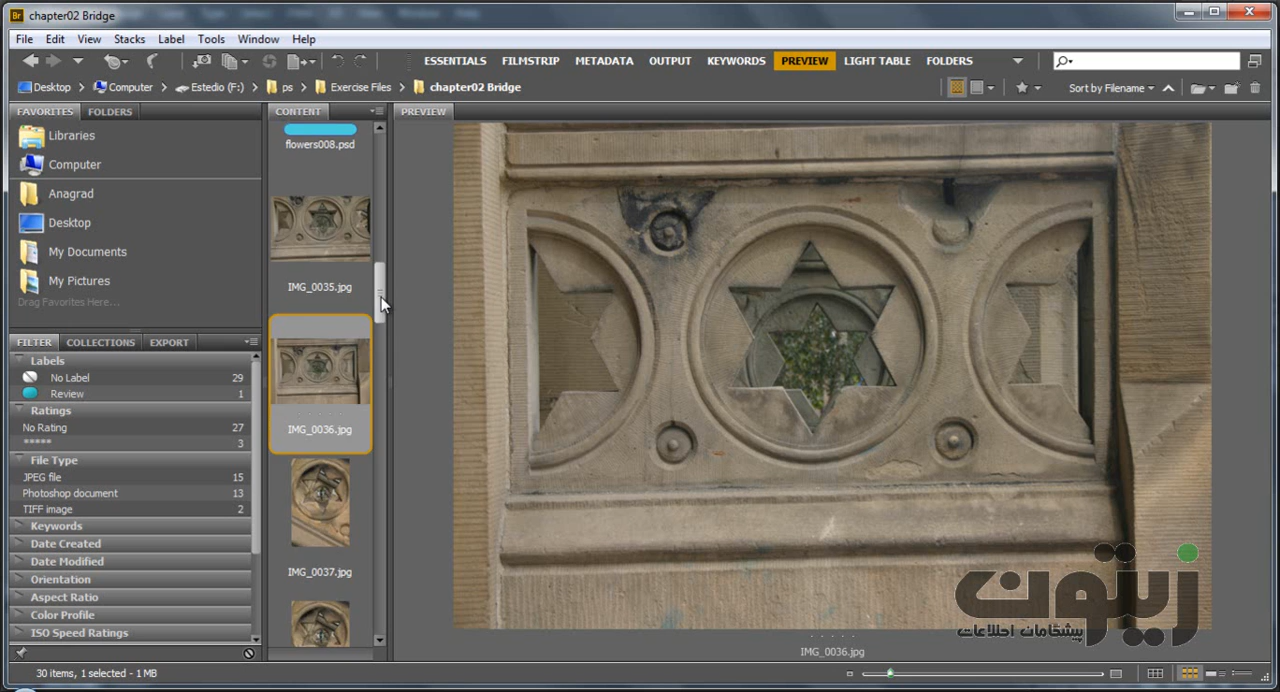 Br chapter02 Bridge
File Edit View Stacks Label Tools Window Help
ESSENTIALS FILMSTRIP METADATA OUTPUT KEYWORDS PREVIEW LIGHT TABLE FOLDERS
Desktop Computer Estedio (F:) ps Exercise Files chapter02 Bridge Sort by Filename
FAVORITES FOLDERS
Libraries
Computer
Anagrad
Desktop
My Documents
My Pictures
Drag Favorites Here...
FILTER COLLECTIONS EXPORT
Labels
No Label 29
Review 1
Ratings
No Rating 27
***** 3
File Type
JPEG file 15
Photoshop document 13
TIFF image 2
Keywords
Date Created
Date Modified
Orientation
Aspect Ratio
Color Profile
ISO Speed Ratings
CONTENT
flowers008.psd
IMG_0035.jpg
IMG_0036.jpg
IMG_0037.jpg
PREVIEW
زیتون
پیشگامان اطلاعات
IMG_0036.jpg
30 items, 1 selected - 1 MB